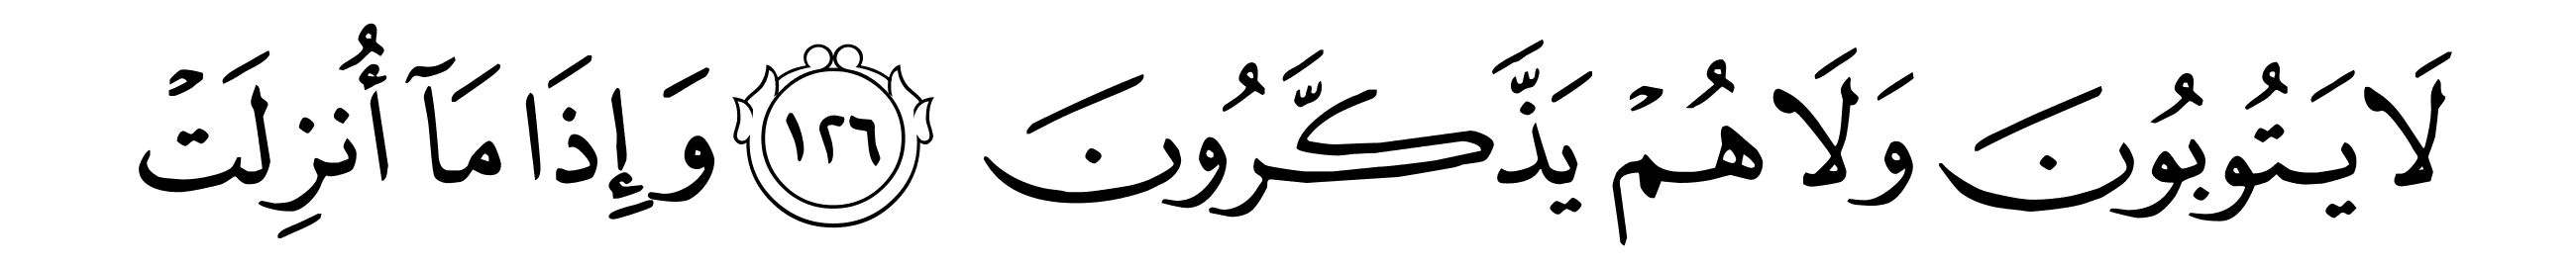 لَا يَتُوبُونَ وَلَا هُمْ يَذَّكَّرُونَ ١٢٦ وَإِذَا مَآ أُنزِلَتْ